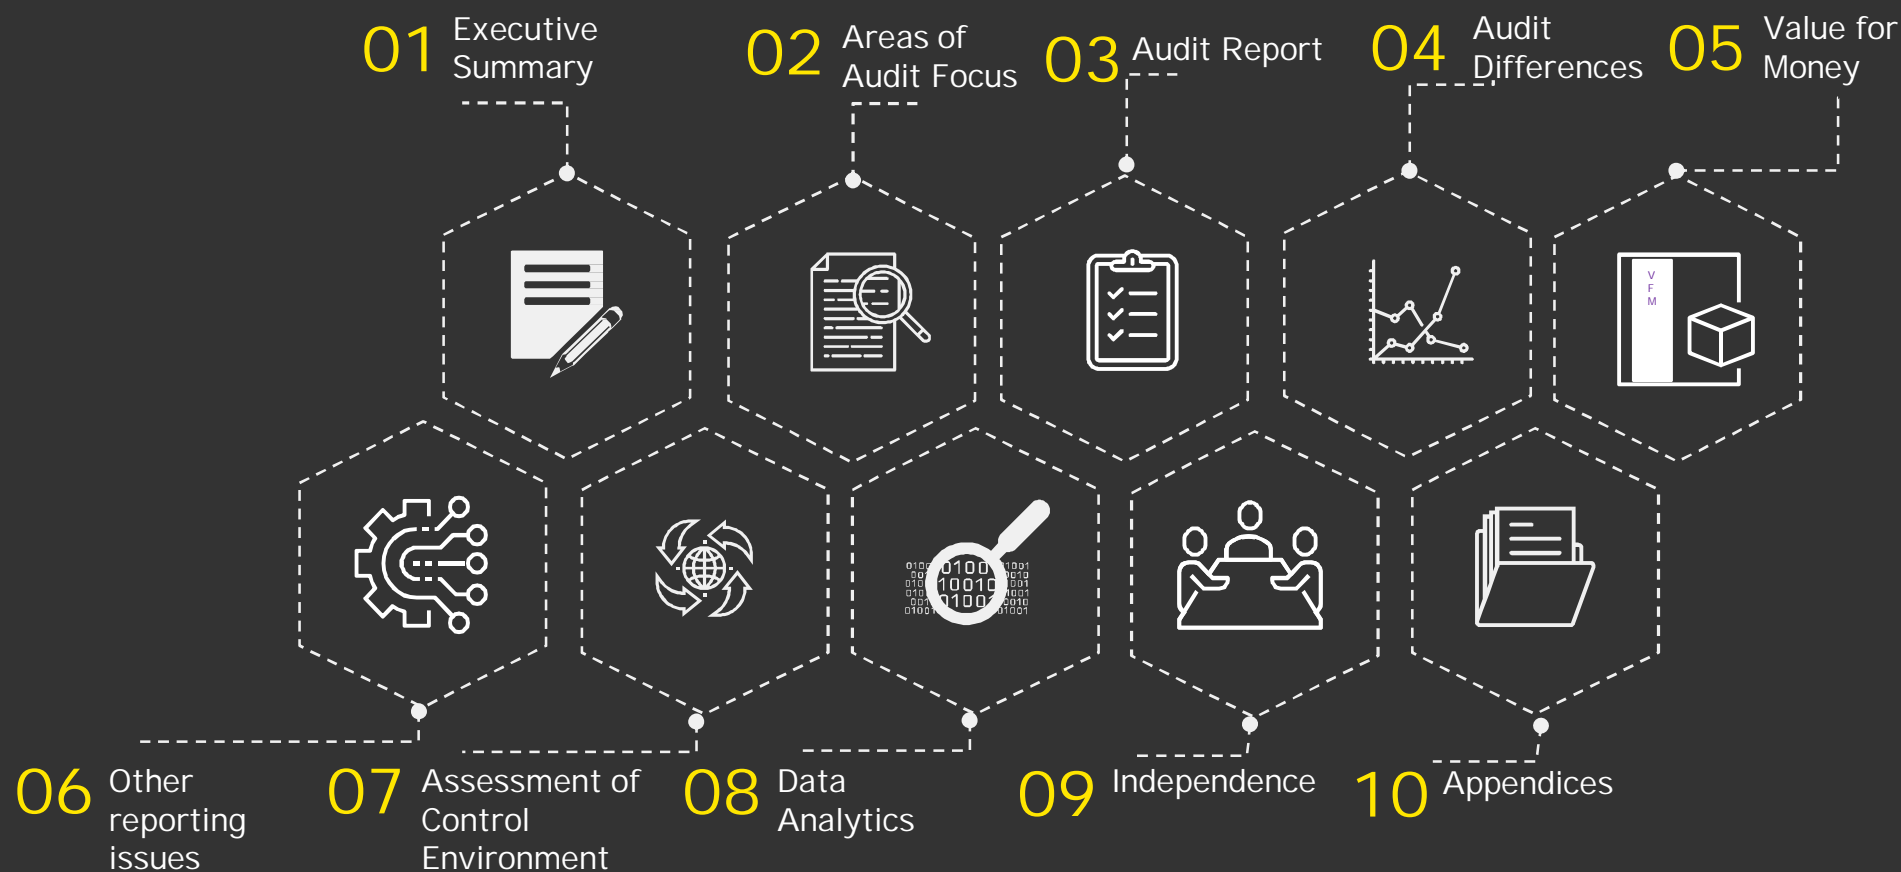 01 Executive
Summary
02 Areas of
Audit Focus
03 Audit Report
04 Audit
Differences
05 Value for
Money
V
F
M
06 Other
reporting
issues
07 Assessment of
Control
Environment
08 Data
Analytics
09 Independence
10 Appendices